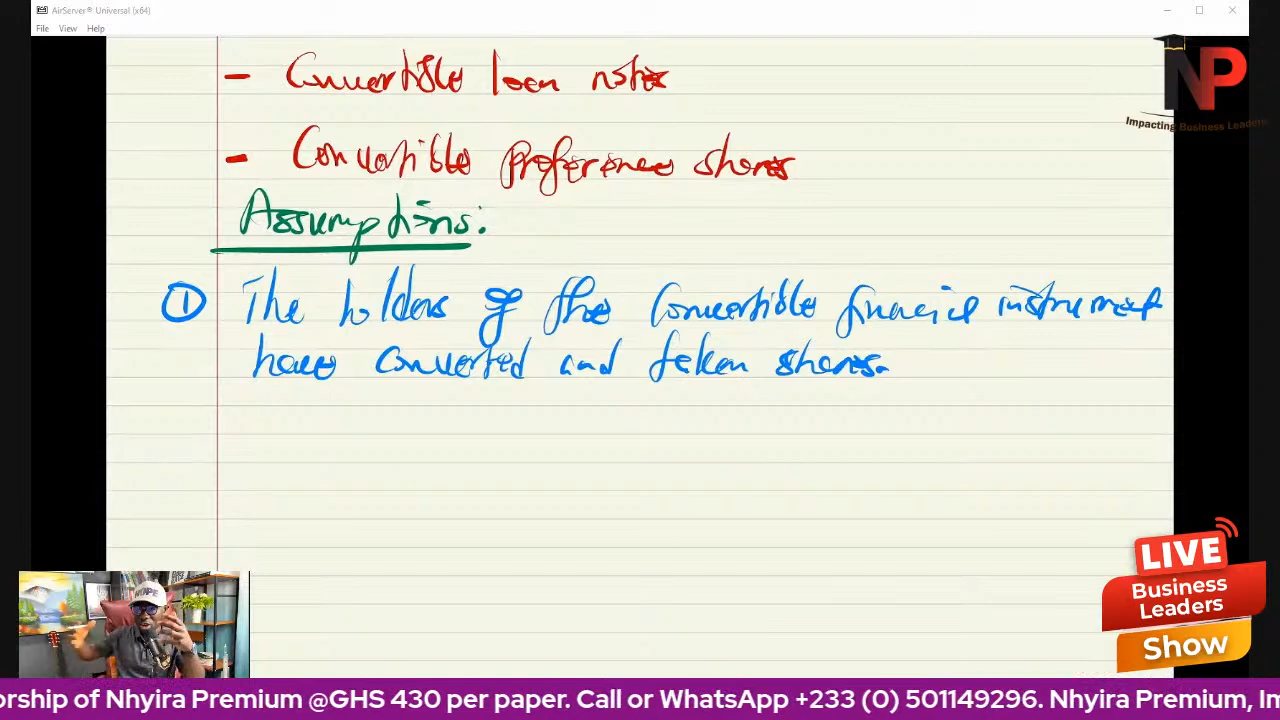 AirServer® Universal (x64)
File View Help
NP
Impacting Business Leaders
- Convertible loan notes
- Convertible preference shares
Assumptions:
① The holders of the convertible financial instrument
have converted and taken shares.
LIVE
Business
Leaders
Show
orship of Nhyira Premium @GHS 430 per paper. Call or WhatsApp +233 (0) 501149296. Nhyira Premium, Im